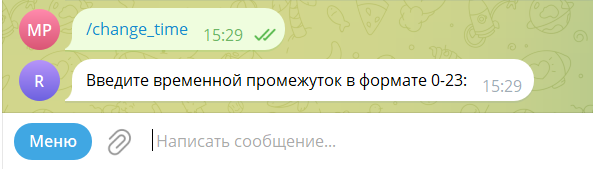 MP
/change_time 15:29
R
Введите временной промежуток в формате 0-23: 15:29
Меню
Написать сообщение...